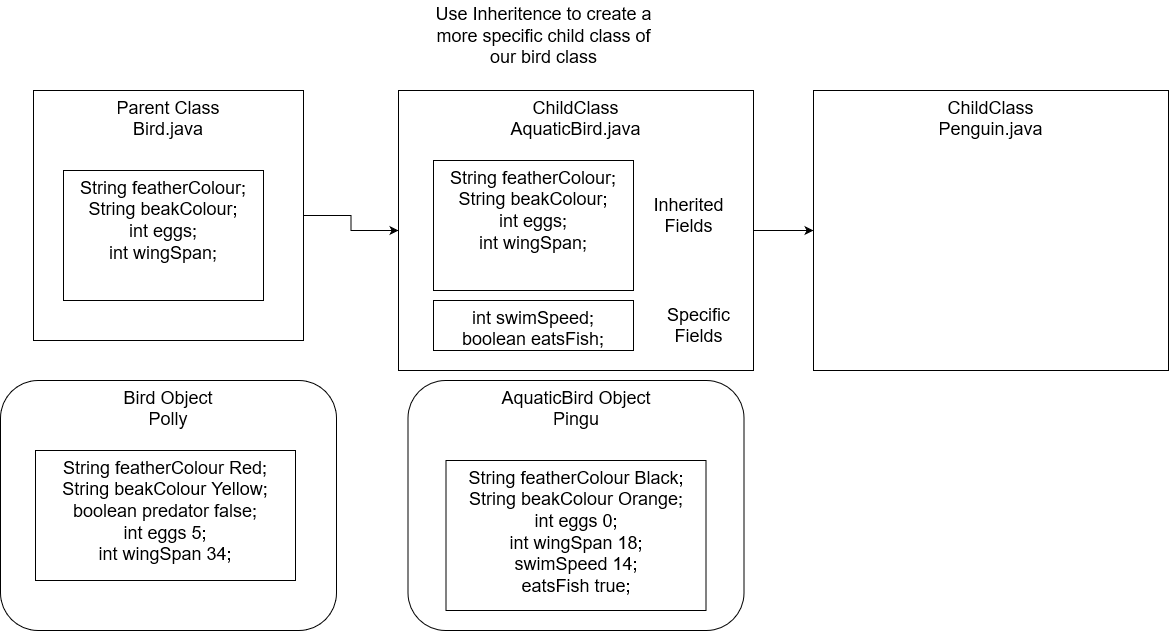 Use Inheritence to create a
more specific child class of
our bird class
Parent Class
Bird.java
String featherColour;
String beakColour;
int eggs;
int wingSpan;
ChildClass
AquaticBird.java
String featherColour;
String beakColour;
int eggs;
int wingSpan;
Inherited
Fields
int swimSpeed;
boolean eatsFish;
Specific
Fields
ChildClass
Penguin.java
Bird Object
Polly
String featherColour Red;
String beakColour Yellow;
boolean predator false;
int eggs 5;
int wingSpan 34;
AquaticBird Object
Pingu
String featherColour Black;
String beakColour Orange;
int eggs 0;
int wingSpan 18;
swimSpeed 14;
eatsFish true;